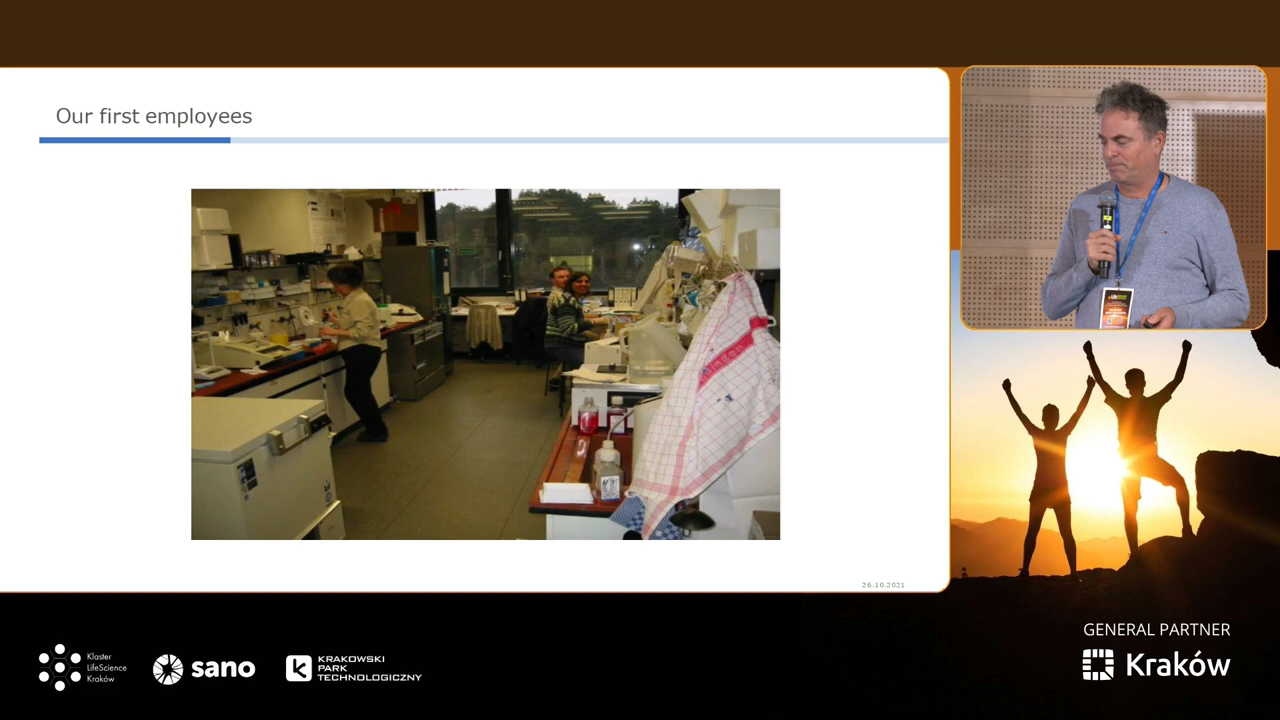 Our first employees
26.10.2021
Klaster
LifeScience
Kraków
sano
KRAKOWSKI
PARK
TECHNOLOGICZNY
GENERAL PARTNER
Kraków